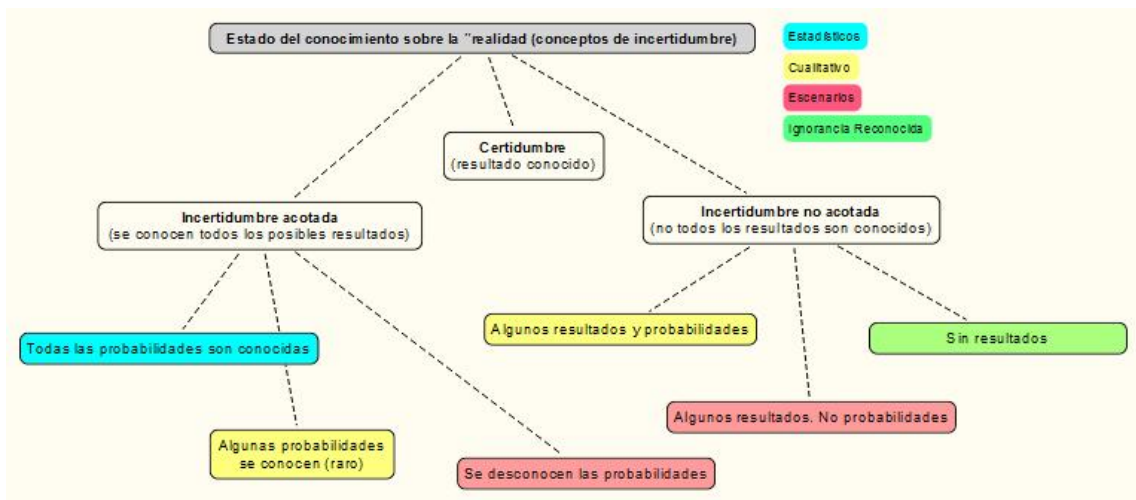 Estado del conocimiento sobre la ¨realidad (conceptos de incertidumbre)
Estadísticos
Cualitativo
Escenarios
Ignorancia Reconocida
Certidumbre
(resultado conocido)
Incertidumbre acotada
(se conocen todos los posibles resultados)
Incertidumbre no acotada
(no todos los resultados son conocidos)
Todas las probabilidades son conocidas
Algunas probabilidades
se conocen (raro)
Se desconocen las probabilidades
Algunos resultados y probabilidades
Algunos resultados. No probabilidades
Sin resultados